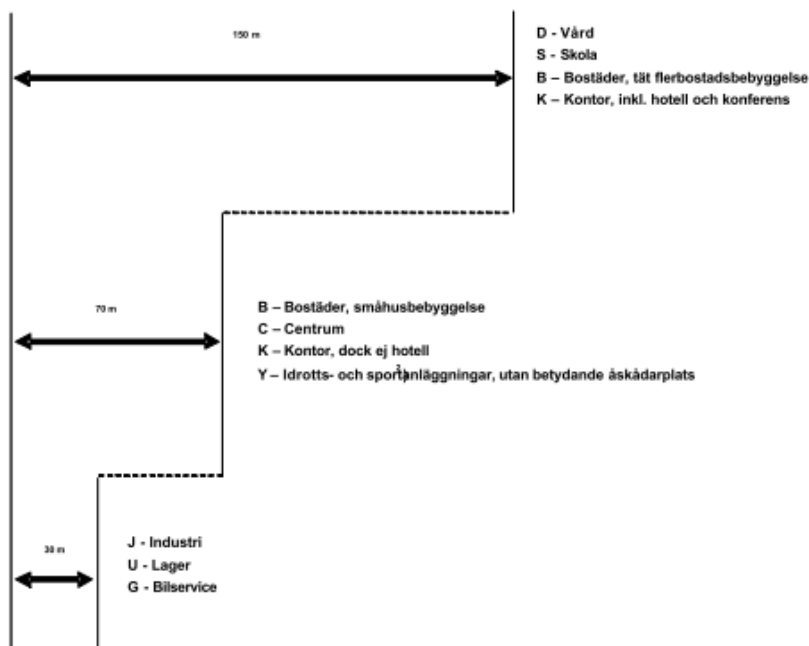 150 m
D - Vård
S - Skola
B – Bostäder, tät flerbostadsbebyggelse
K – Kontor, inkl. hotell och konferens
70 m
B – Bostäder, småhusbebyggelse
C – Centrum
K – Kontor, dock ej hotell
Y – Idrotts- och sportanläggningar, utan betydande åskådarplats
2)
30 m
J - Industri
U - Lager
G - Bilservice